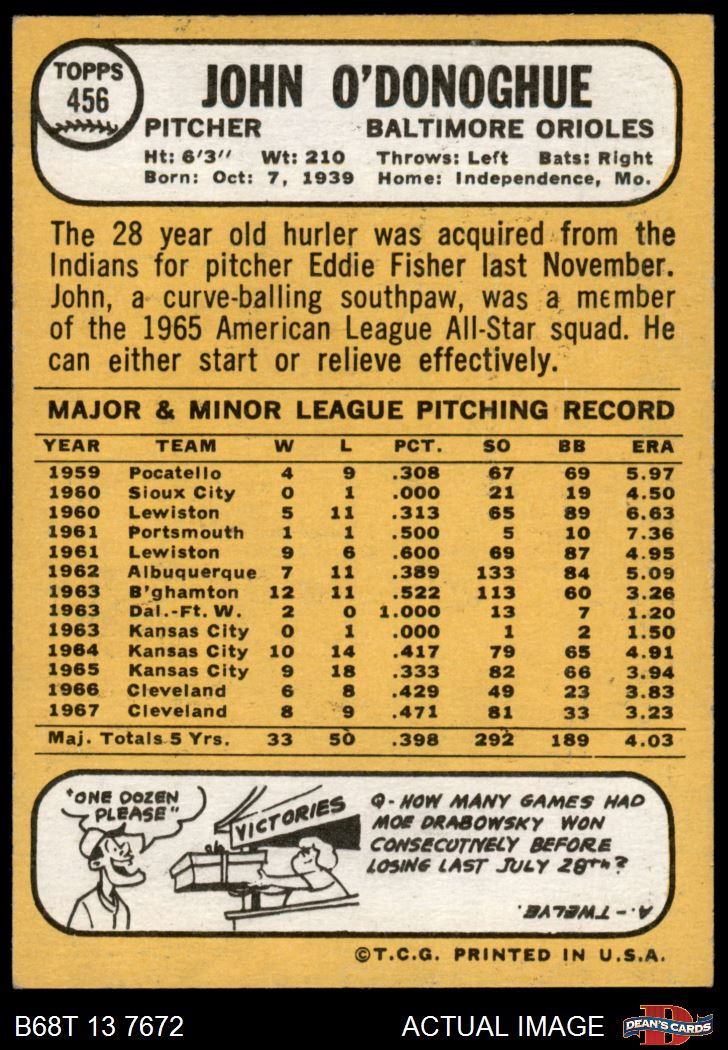 TOPPS
456
JOHN O'DONOGHUE
PITCHER BALTIMORE ORIOLES
Ht: 6'3'' Wt: 210 Throws: Left Bats: Right
Born: Oct: 7, 1939 Home: Independence, Mo.
The 28 year old hurler was acquired from the
Indians for pitcher Eddie Fisher last November.
John, a curve-balling southpaw, was a member
of the 1965 American League All-Star squad. He
can either start or relieve effectively.
MAJOR & MINOR LEAGUE PITCHING RECORD
YEAR TEAM W L PCT. SO BB ERA
1959 Pocatello 4 9 .308 67 69 5.97
1960 Sioux City 0 1 .000 21 19 4.50
1960 Lewiston 5 11 .313 65 89 6.63
1961 Portsmouth 1 1 .500 5 10 7.36
1961 Lewiston 9 6 .600 69 87 4.95
1962 Albuquerque 7 11 .389 133 84 5.09
1963 B'ghamton 12 11 .522 113 60 3.26
1963 Dal.-Ft. W. 2 0 1.000 13 7 1.20
1963 Kansas City 0 1 .000 1 2 1.50
1964 Kansas City 10 14 .417 79 65 4.91
1965 Kansas City 9 18 .333 82 66 3.94
1966 Cleveland 6 8 .429 49 23 3.83
1967 Cleveland 8 9 .471 81 33 3.23
Maj. Totals 5 Yrs. 33 50 .398 292 189 4.03
"ONE DOZEN
PLEASE"
VICTORIES
Q- HOW MANY GAMES HAD
MOE DRABOWSKY WON
CONSECUTIVELY BEFORE
LOSING LAST JULY 28th?
A.- TWELVE.
©T.C.G. PRINTED IN U.S.A.
B68T 13 7672 ACTUAL IMAGE
D
DEAN'S CARDS